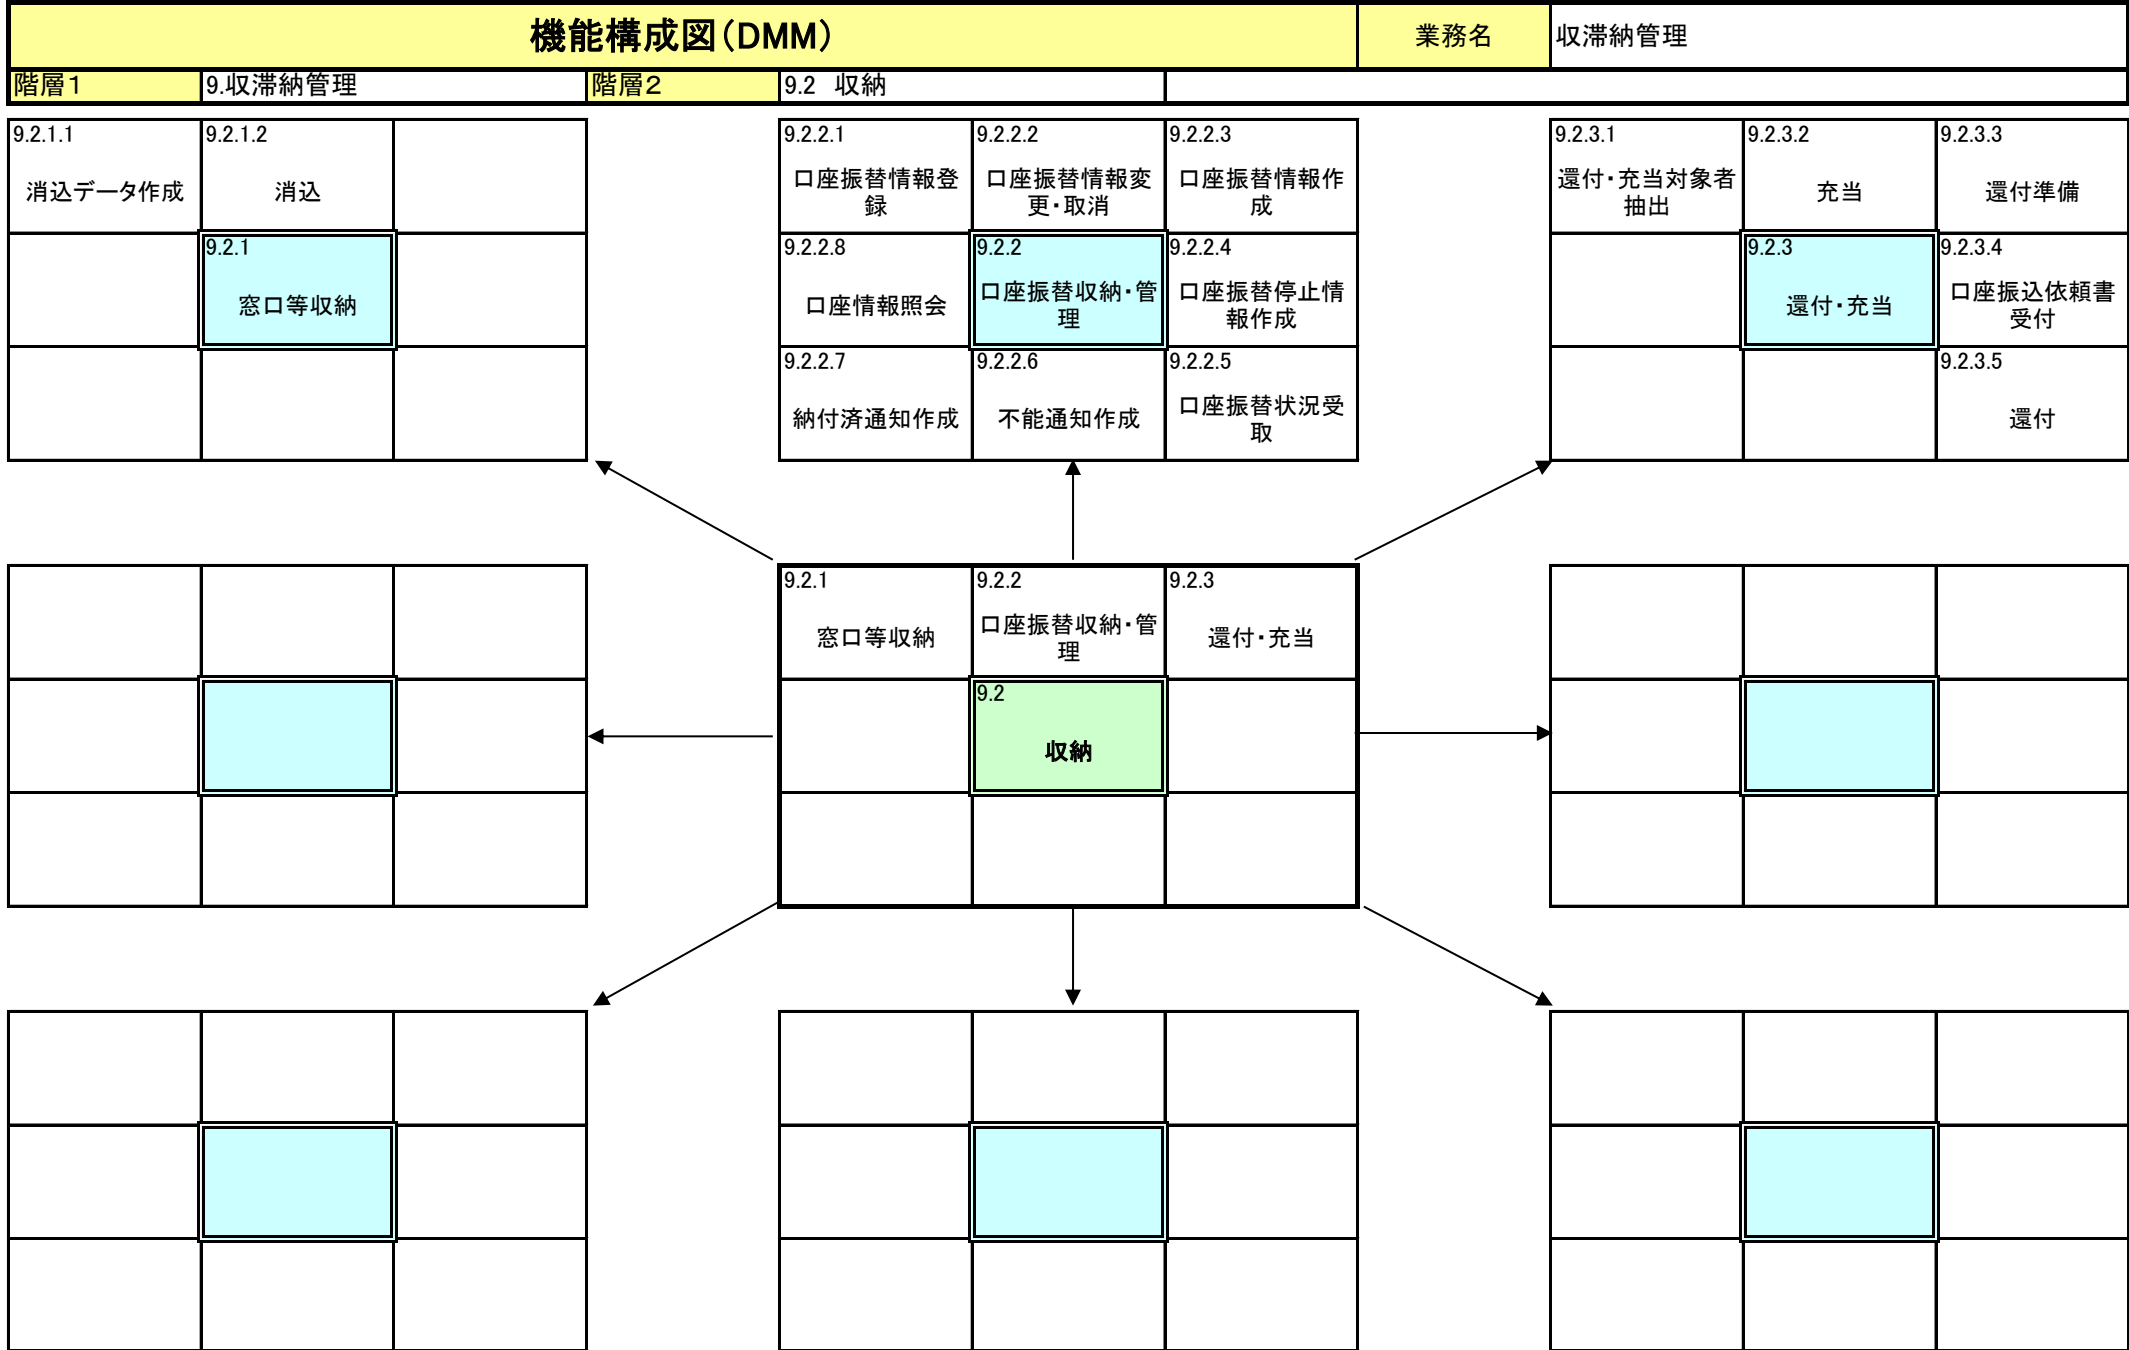 機能構成図(DMM)
業務名
収滞納管理
階層1
9.収滞納管理
階層2
9.2 収納
9.2.1.1
消込データ作成
9.2.1.2
消込
9.2.1
窓口等収納
9.2.2.1
口座振替情報登
録
9.2.2.2
口座振替情報変
更・取消
9.2.2.3
口座振替情報作
成
9.2.2.8
口座情報照会
9.2.2
口座振替収納・管
理
9.2.2.4
口座振替停止情
報作成
9.2.2.7
納付済通知作成
9.2.2.6
不能通知作成
9.2.2.5
口座振替状況受
取
9.2.3.1
還付・充当対象者
抽出
9.2.3.2
充当
9.2.3.3
還付準備
9.2.3
還付・充当
9.2.3.4
口座振込依頼書
受付
9.2.3.5
還付
9.2.1
窓口等収納
9.2.2
口座振替収納・管
理
9.2.3
還付・充当
9.2
収納